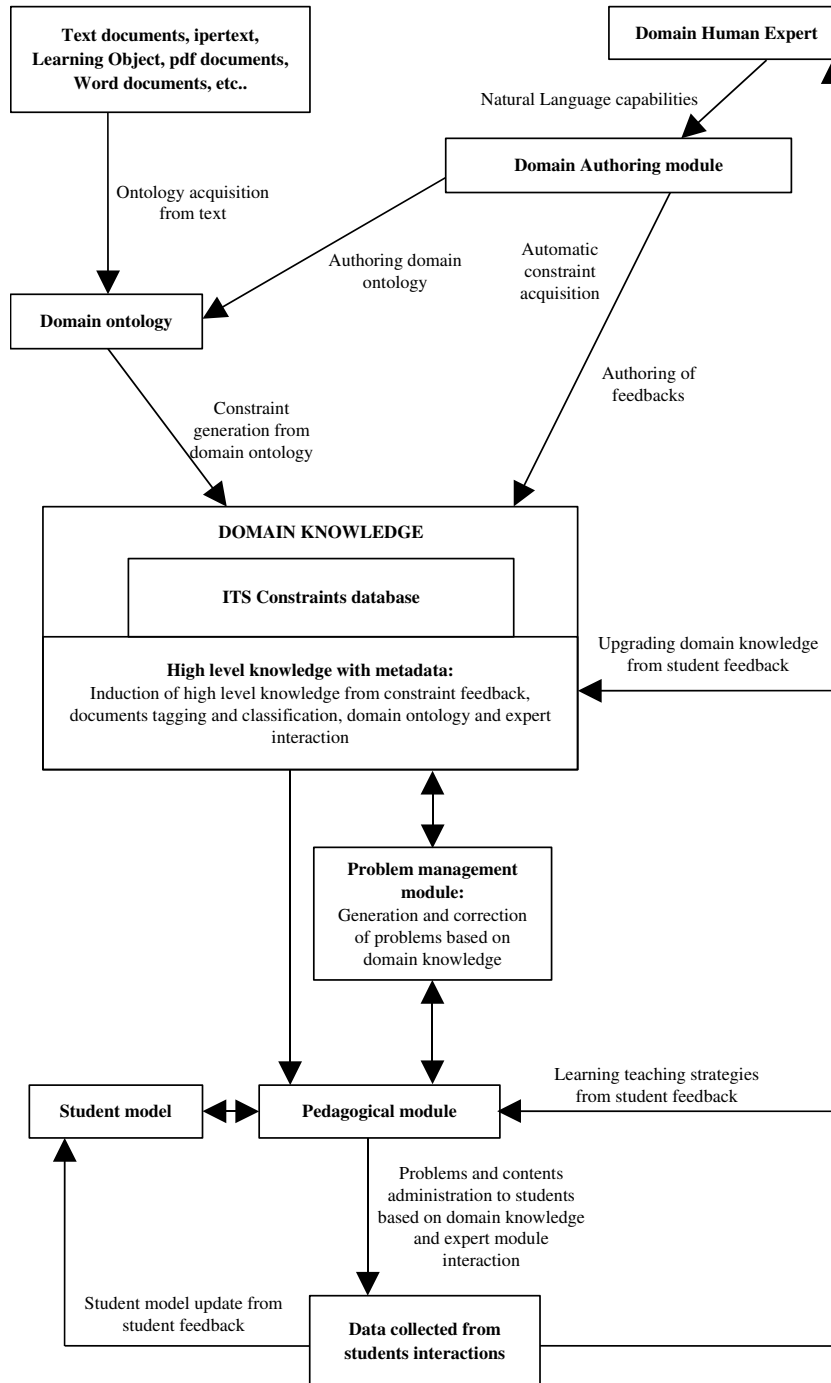 Text documents, ipertext,
Learning Object, pdf documents,
Word documents, etc..
Domain Human Expert
Natural Language capabilities
Domain Authoring module
Ontology acquisition
from text
Authoring domain
ontology
Automatic
constraint
acquisition
Domain ontology
Authoring of
feedbacks
Constraint
generation from
domain ontology
DOMAIN KNOWLEDGE
ITS Constraints database
High level knowledge with metadata:
Induction of high level knowledge from constraint feedback,
documents tagging and classification, domain ontology and expert
interaction
Upgrading domain knowledge
from student feedback
Problem management
module:
Generation and correction
of problems based on
domain knowledge
Learning teaching strategies
from student feedback
Student model
Pedagogical module
Problems and contents
administration to students
based on domain knowledge
and expert module
interaction
Student model update from
student feedback
Data collected from
students interactions